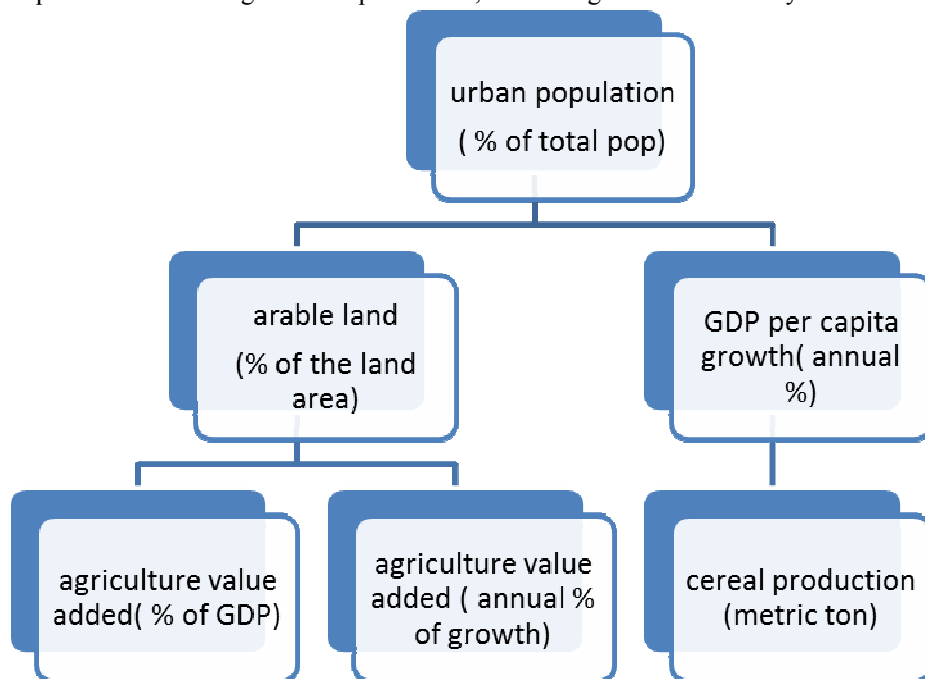 urban population
( % of total pop)
arable land
(% of the land
area)
GDP per capita
growth( annual
%)
agriculture value
added( % of GDP)
agriculture value
added ( annual %
of growth)
cereal production
(metric ton)